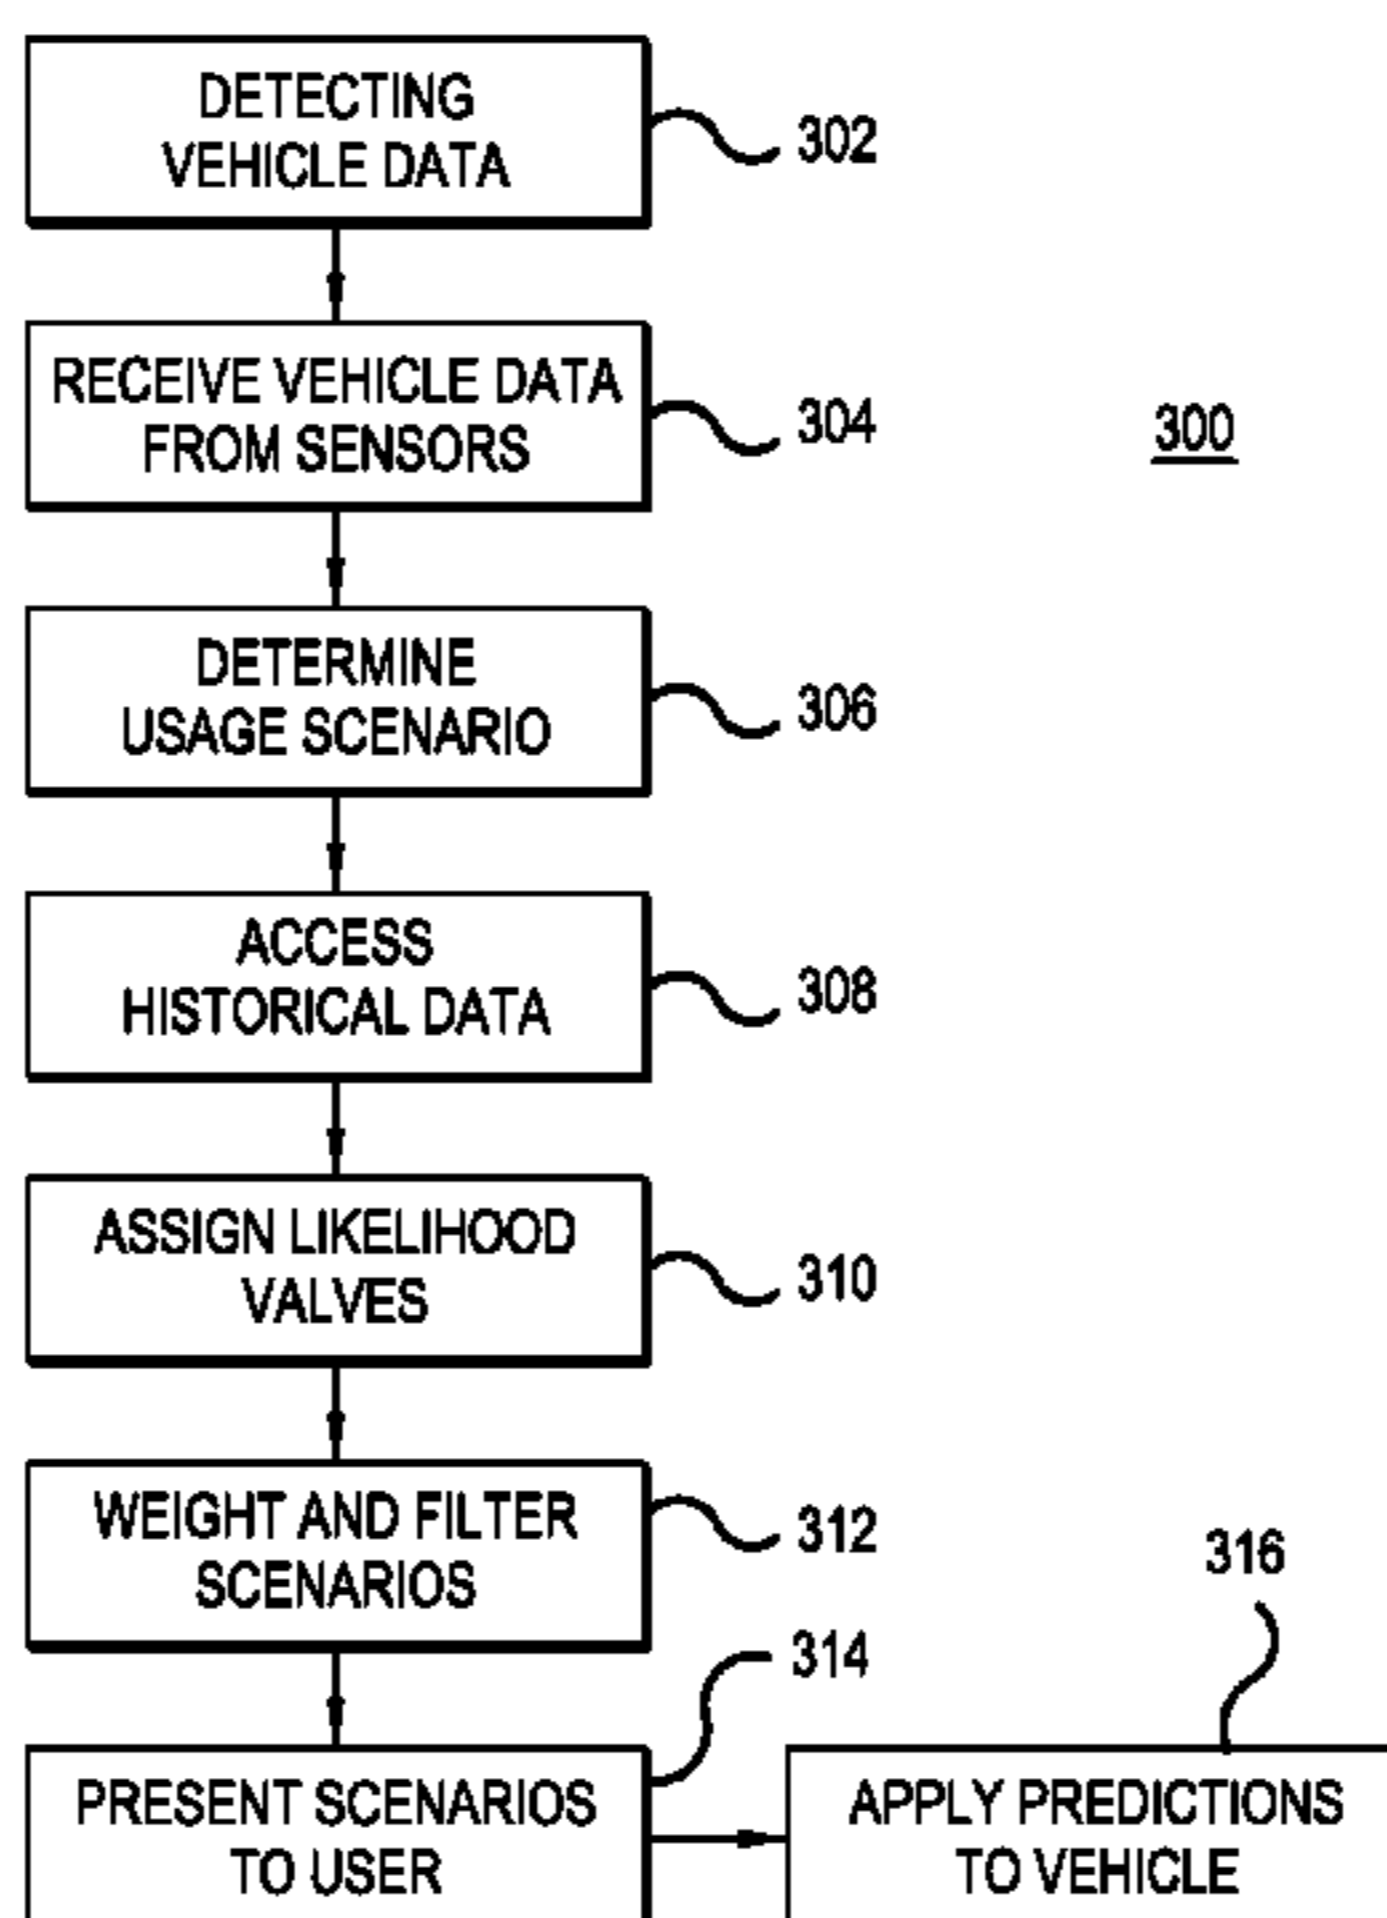 DETECTING
VEHICLE DATA
302
RECEIVE VEHICLE DATA
FROM SENSORS
304
300
DETERMINE
USAGE SCENARIO
306
ACCESS
HISTORICAL DATA
308
ASSIGN LIKELIHOOD
VALVES
310
WEIGHT AND FILTER
SCENARIOS
312
316
314
PRESENT SCENARIOS
TO USER
APPLY PREDICTIONS
TO VEHICLE